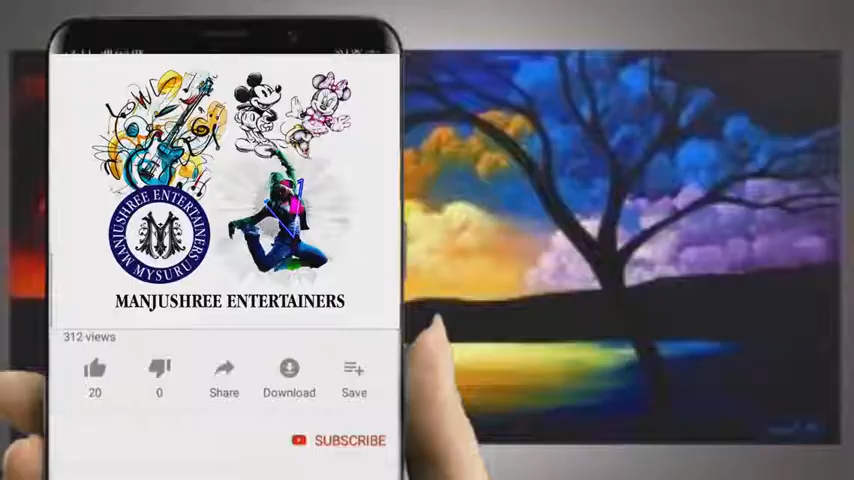 MANJUSHREE ENTERTAINERS
MYSURU
MANJUSHREE ENTERTAINERS
312 views
20
0
Share
Download
Save
SUBSCRIBE